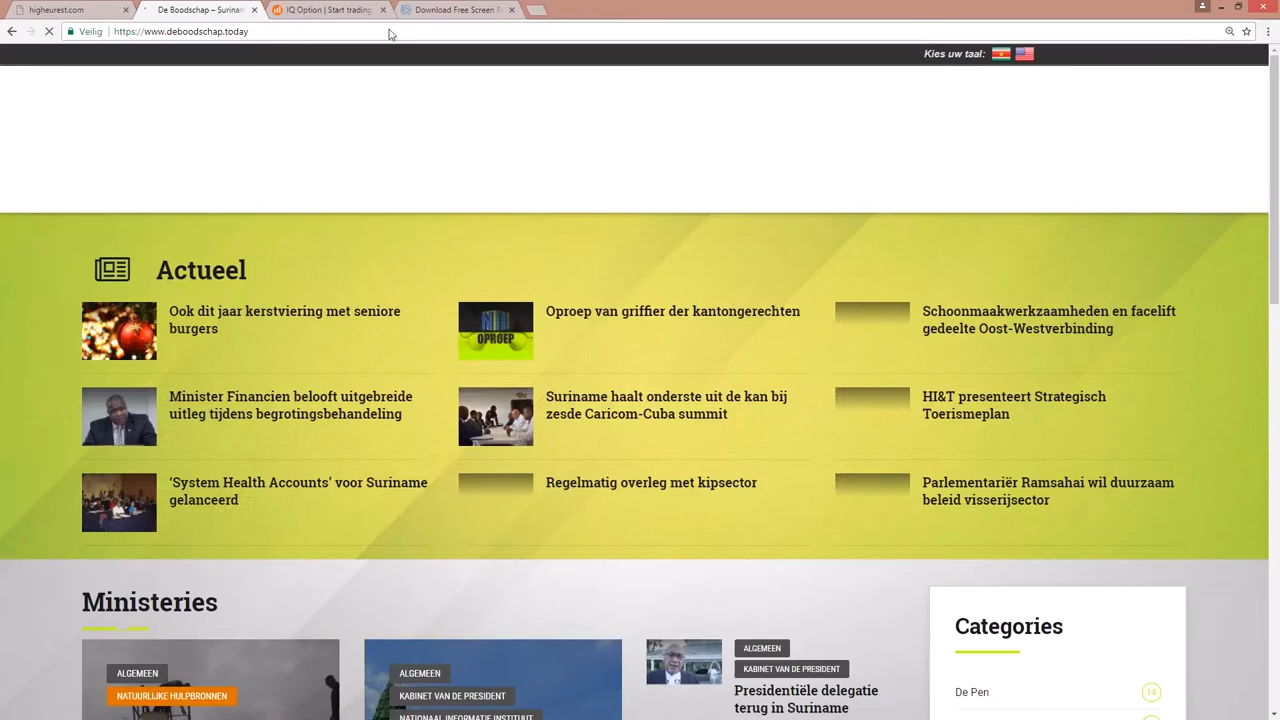 higheurest.com
De Boodschap – Surinam
IQ Option | Start trading
Download Free Screen R
Veilig
https://www.deboodschap.today
Kies uw taal:
Actueel
Ook dit jaar kerstviering met seniore
burgers
Oproep van griffier der kantongerechten
Schoonmaakwerkzaamheden en facelift
gedeelte Oost-Westverbinding
OPROEP
Minister Financien belooft uitgebreide
uitleg tijdens begrotingsbehandeling
Suriname haalt onderste uit de kan bij
zesde Caricom-Cuba summit
HI&T presenteert Strategisch
Toerismeplan
‘System Health Accounts’ voor Suriname
gelanceerd
Regelmatig overleg met kipsector
Parlementariër Ramsahai wil duurzaam
beleid visserijsector
Ministeries
ALGEMEEN
NATUURLIJKE HULPBRONNEN
ALGEMEEN
KABINET VAN DE PRESIDENT
NATIONAAL INFORMATIE INSTITUUT
ALGEMEEN
KABINET VAN DE PRESIDENT
Presidentiële delegatie
terug in Suriname
Categories
De Pen
14